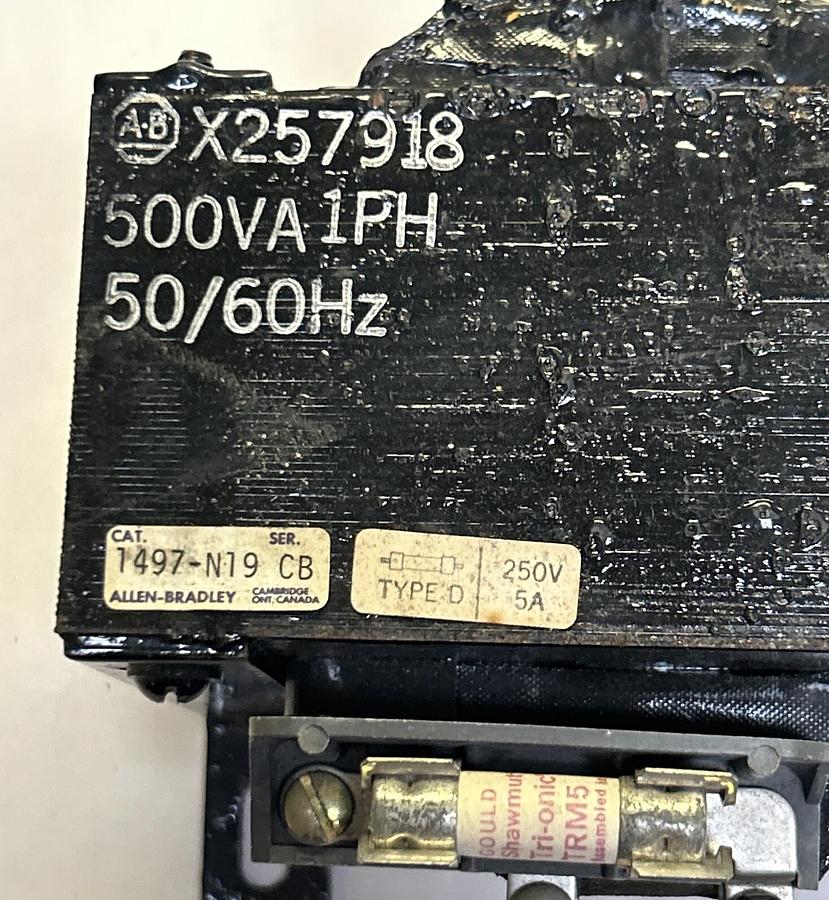 A-B X257918
500VA 1PH
50/60Hz
CAT. SER.
1497-N19 CB
ALLEN-BRADLEY CAMBRIDGE ONT, CANADA
TYPE D
250V
5A
GOULD
Shawmut
Tri-onic
TRM5
Assembled